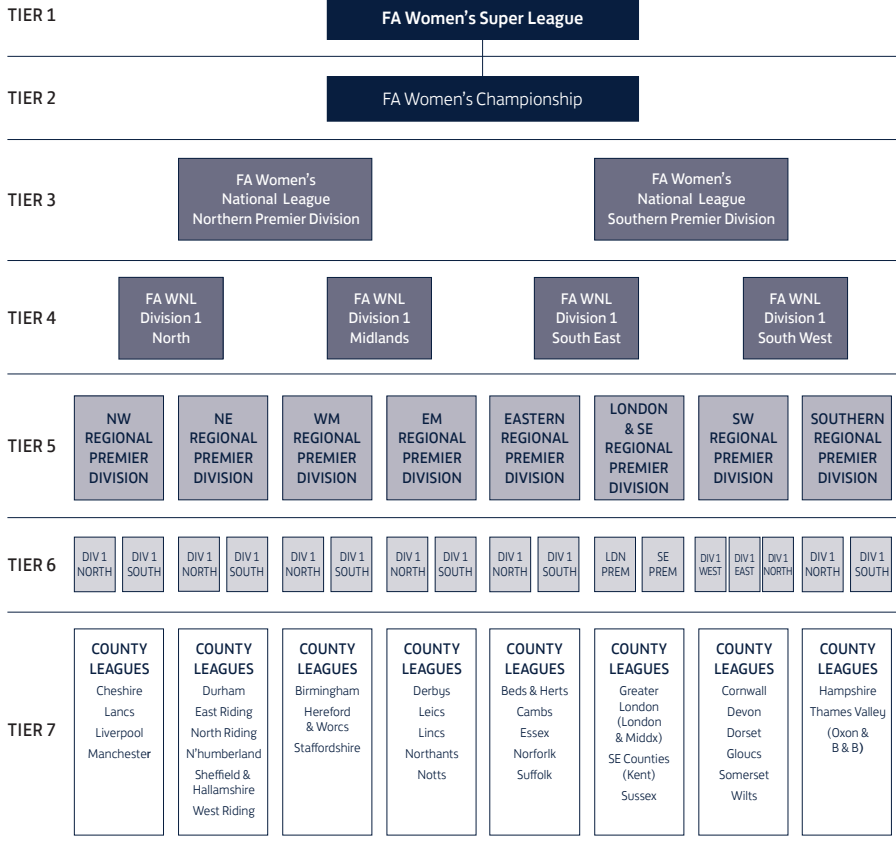 TIER 1
FA Women's Super League
TIER 2
FA Women's Championship
TIER 3
FA Women's
National League
Northern Premier Division
FA Women's
National League
Southern Premier Division
TIER 4
FA WNL
Division 1
North
FA WNL
Division 1
Midlands
FA WNL
Division 1
South East
FA WNL
Division 1
South West
TIER 5
NW
REGIONAL
PREMIER
DIVISION
NE
REGIONAL
PREMIER
DIVISION
WM
REGIONAL
PREMIER
DIVISION
EM
REGIONAL
PREMIER
DIVISION
EASTERN
REGIONAL
PREMIER
DIVISION
LONDON
& SE
REGIONAL
PREMIER
DIVISION
SW
REGIONAL
PREMIER
DIVISION
SOUTHERN
REGIONAL
PREMIER
DIVISION
TIER 6
DIV 1
NORTH
DIV 1
SOUTH
DIV 1
NORTH
DIV 1
SOUTH
DIV 1
NORTH
DIV 1
SOUTH
DIV 1
NORTH
DIV 1
SOUTH
DIV 1
NORTH
DIV 1
SOUTH
LDN
PREM
SE
PREM
DIV 1
WEST
DIV 1
EAST
DIV 1
NORTH
DIV 1
NORTH
DIV 1
SOUTH
TIER 7
COUNTY
LEAGUES
Cheshire
Lancs
Liverpool
Manchester
COUNTY
LEAGUES
Durham
East Riding
North Riding
N'humberland
Sheffield &
Hallamshire
West Riding
COUNTY
LEAGUES
Birmingham
Hereford
& Worcs
Staffordshire
COUNTY
LEAGUES
Derbys
Leics
Lincs
Northants
Notts
COUNTY
LEAGUES
Beds & Herts
Cambs
Essex
Norforlk
Suffolk
COUNTY
LEAGUES
Greater
London
(London
& Middx)
SE Counties
(Kent)
Sussex
COUNTY
LEAGUES
Cornwall
Devon
Dorset
Gloucs
Somerset
Wilts
COUNTY
LEAGUES
Hampshire
Thames Valley
(Oxon &
B & B)